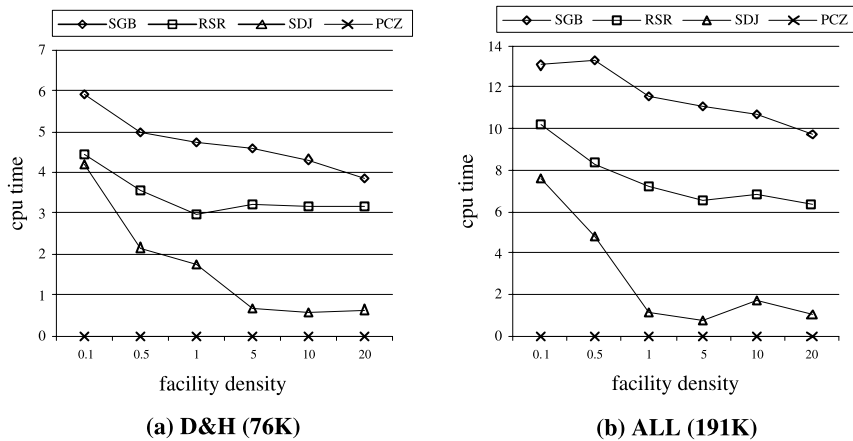 SGB RSR SDJ PCZ
7
6
5
4
3
2
1
0
cpu time
0.1 0.5 1 5 10 20
facility density
(a) D&H (76K)
SGB RSR SDJ PCZ
14
12
10
8
6
4
2
0
cpu time
0.1 0.5 1 5 10 20
facility density
(b) ALL (191K)